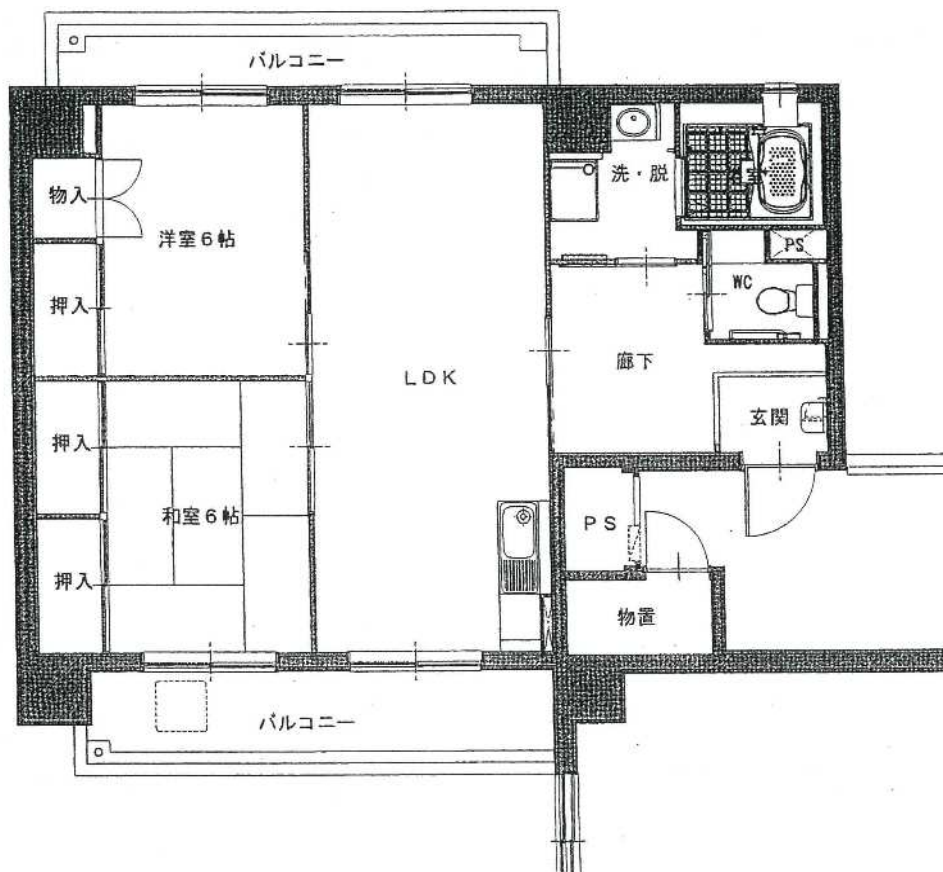 バルコニー
洗・脱
浴室
物入
洋室6帖
PS
WC
押入
LDK
廊下
押入
玄関
和室6帖
PS
押入
物置
バルコニー